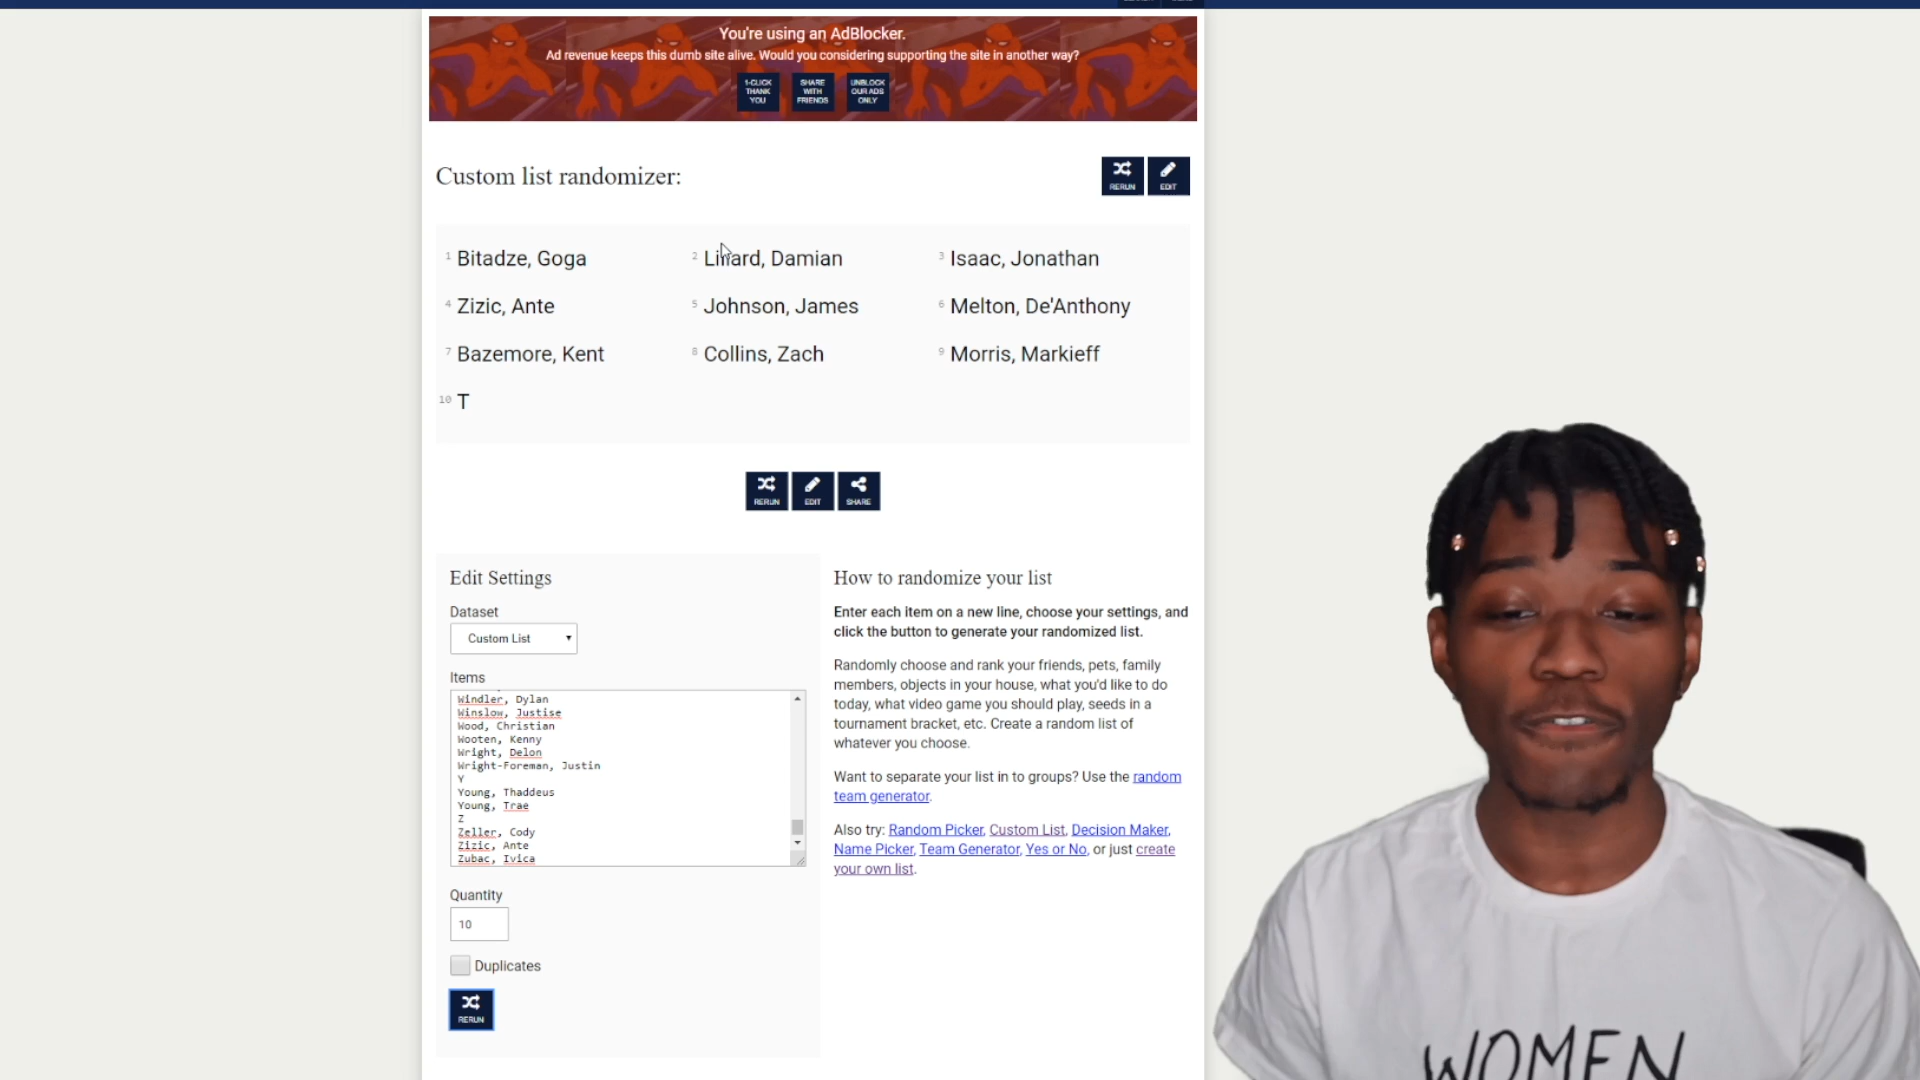 You're using an AdBlocker.
Ad revenue keeps this dumb site alive. Would you considering supporting the site in another way?
1-CLICK THANK YOU
SHARE WITH FRIENDS
UNBLOCK OUR ADS ONLY
Custom list randomizer:
RERUN
EDIT
1 Bitadze, Goga
2 Lillard, Damian
3 Isaac, Jonathan
4 Zizic, Ante
5 Johnson, James
6 Melton, De'Anthony
7 Bazemore, Kent
8 Collins, Zach
9 Morris, Markieff
10 T
RERUN
EDIT
SHARE
Edit Settings
Dataset
Custom List
Items
Windler, Dylan
Winslow, Justise
Wood, Christian
Wooten, Kenny
Wright, Delon
Wright-Foreman, Justin
Y
Young, Thaddeus
Young, Trae
Z
Zeller, Cody
Zizic, Ante
Zubac, Ivica
Quantity
10
Duplicates
RERUN
How to randomize your list
Enter each item on a new line, choose your settings, and
click the button to generate your randomized list.
Randomly choose and rank your friends, pets, family
members, objects in your house, what you'd like to do
today, what video game you should play, seeds in a
tournament bracket, etc. Create a random list of
whatever you choose.
Want to separate your list in to groups? Use the random
team generator.
Also try: Random Picker, Custom List, Decision Maker,
Name Picker, Team Generator, Yes or No, or just create
your own list.
WOMEN